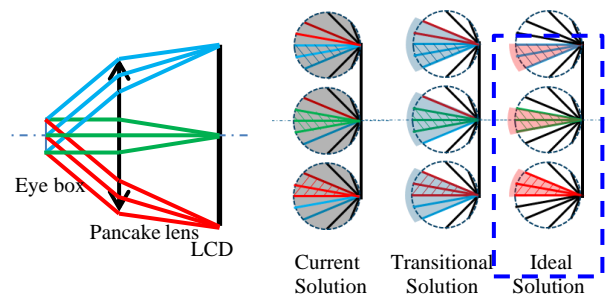 Eye box
Pancake lens
LCD
Current
Solution
Transitional
Solution
Ideal
Solution